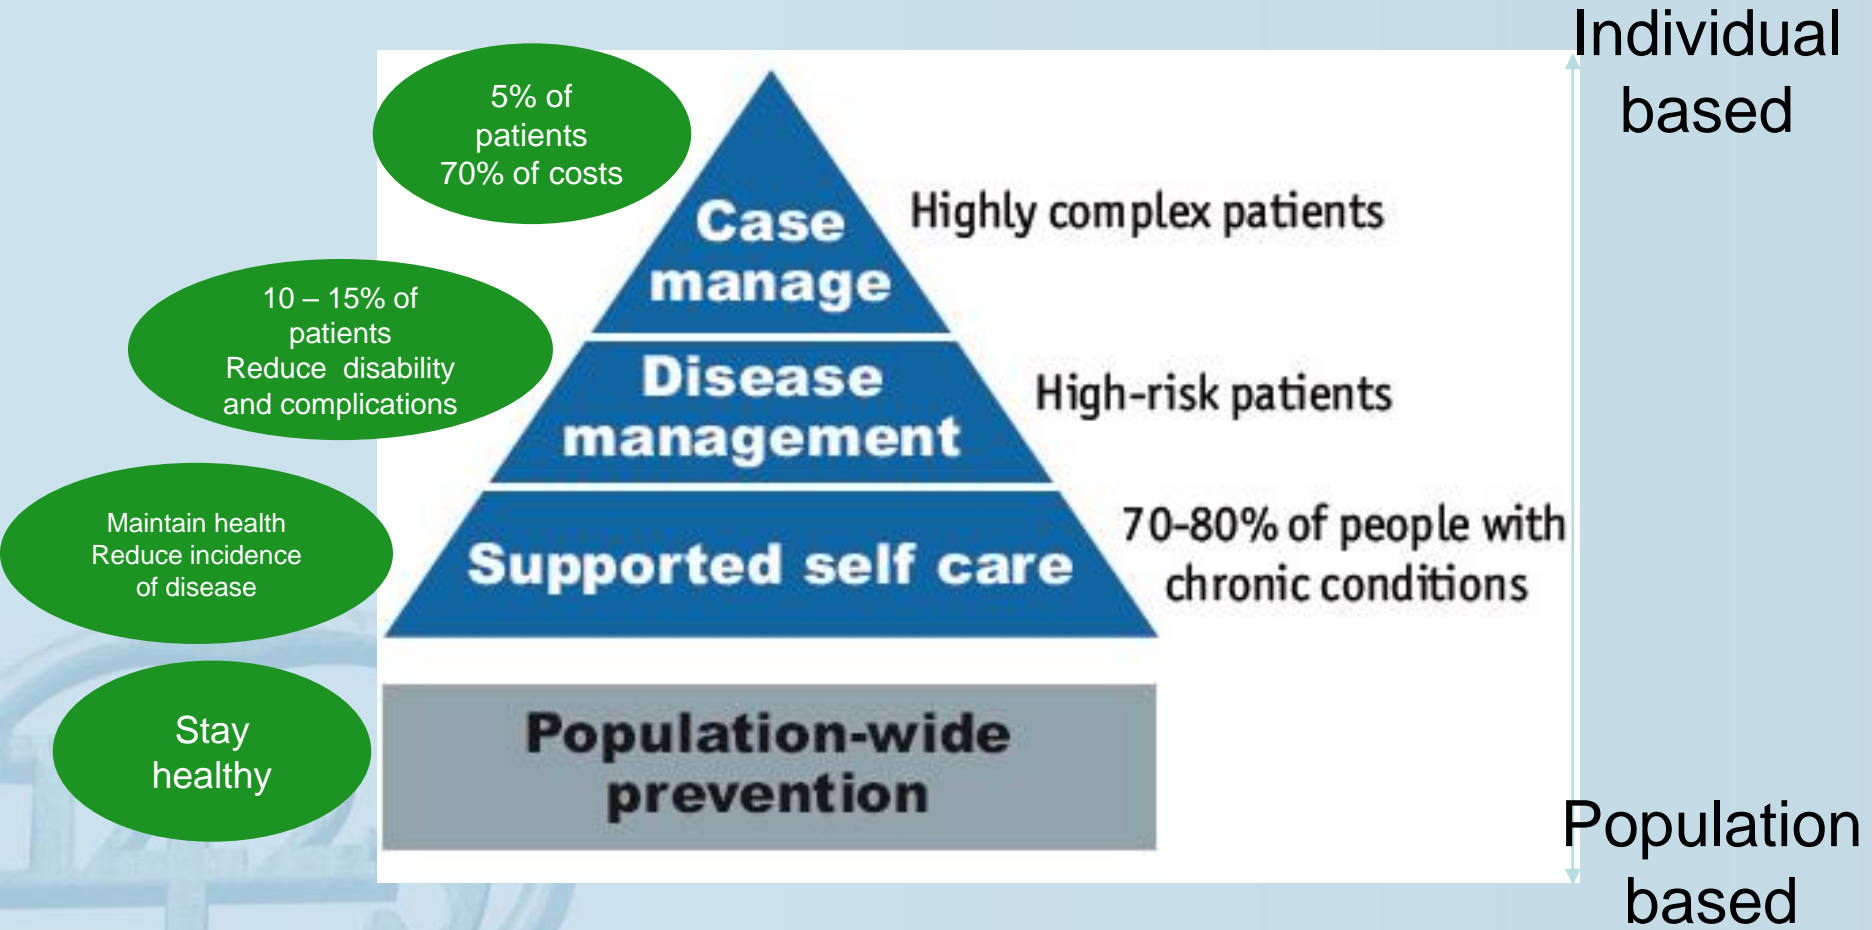 Individual
based
5% of
patients
70% of costs
Case
manage
Highly complex patients
10 – 15% of
patients
Reduce disability
and complications
Disease
management
High-risk patients
Maintain health
Reduce incidence
of disease
Supported self care
70-80% of people with
chronic conditions
Stay
healthy
Population-wide
prevention
Population
based